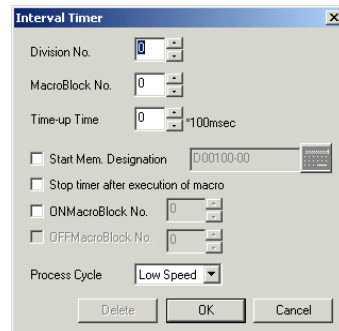 Interval Timer
Division No. 0
MacroBlock No. 0
Time-up Time 0 *100msec
Start Mem. Designation D00100-00
Stop timer after execution of macro
ONMacroBlock No. 0
OFFMacroBlock No. 0
Process Cycle Low Speed
Delete OK Cancel